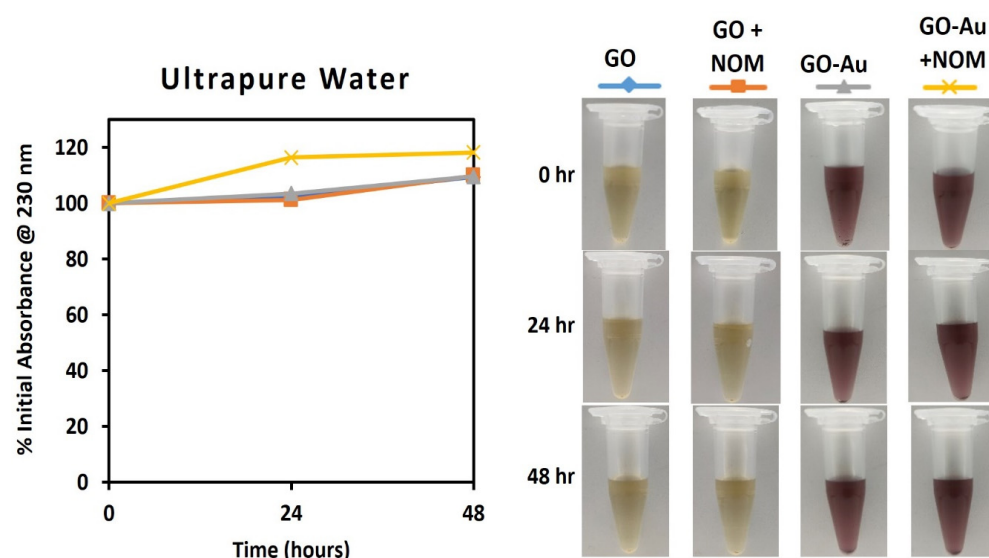 Ultrapure Water
% Initial Absorbance @ 230 nm
120
100
80
60
40
20
0
0
24
48
Time (hours)
GO
GO +
NOM
GO-Au
GO-Au
+NOM
0 hr
24 hr
48 hr